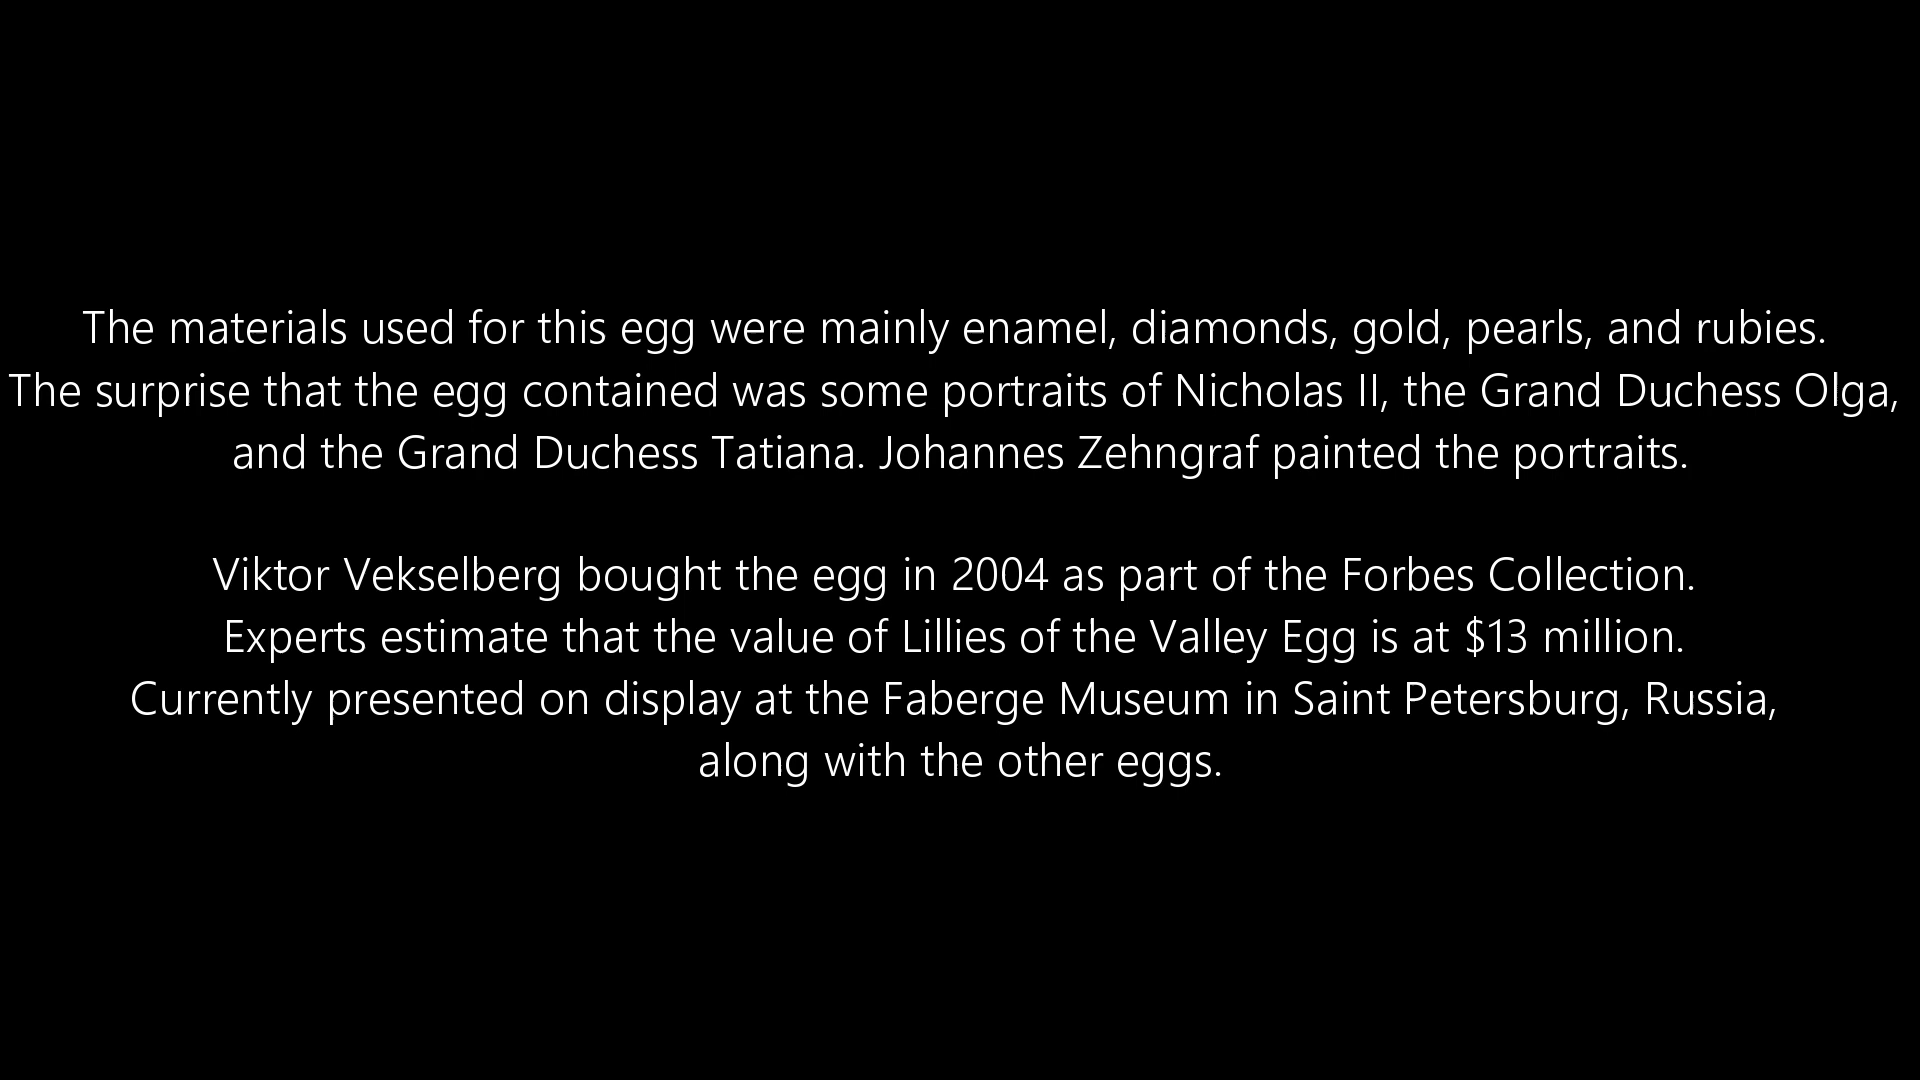 The materials used for this egg were mainly enamel, diamonds, gold, pearls, and rubies.
The surprise that the egg contained was some portraits of Nicholas II, the Grand Duchess Olga,
and the Grand Duchess Tatiana. Johannes Zehngraf painted the portraits.
Viktor Vekselberg bought the egg in 2004 as part of the Forbes Collection.
Experts estimate that the value of Lillies of the Valley Egg is at $13 million.
Currently presented on display at the Faberge Museum in Saint Petersburg, Russia,
along with the other eggs.